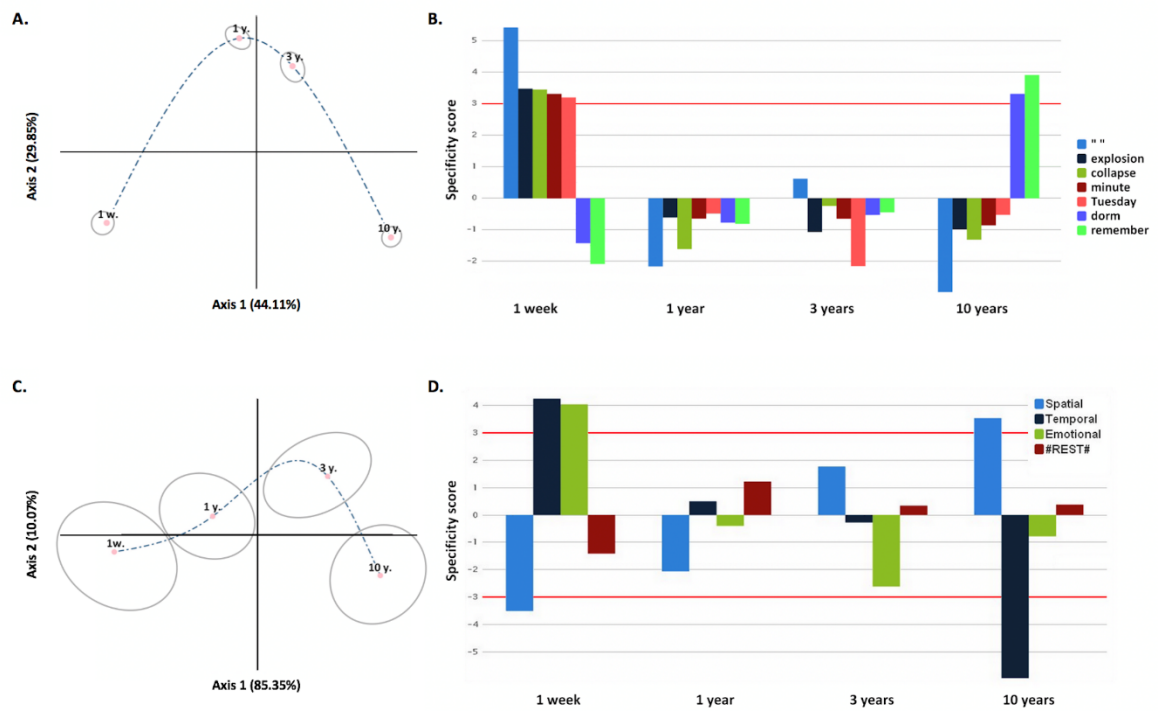 A.
1 y.
3 y.
1 w.
10 y.
Axis 2 (29.85%)
Axis 1 (44.11%)
B.
Specificity score
5
4
3
2
1
0
-1
-2
1 week
1 year
3 years
10 years
" "
explosion
collapse
minute
Tuesday
dorm
remember
C.
3 y.
1 y.
1w.
10 y.
Axis 2 (10.07%)
Axis 1 (85.35%)
D.
Specificity score
4
3
2
1
0
-1
-2
-3
-4
-5
Spatial
Temporal
Emotional
#REST#
1 week
1 year
3 years
10 years